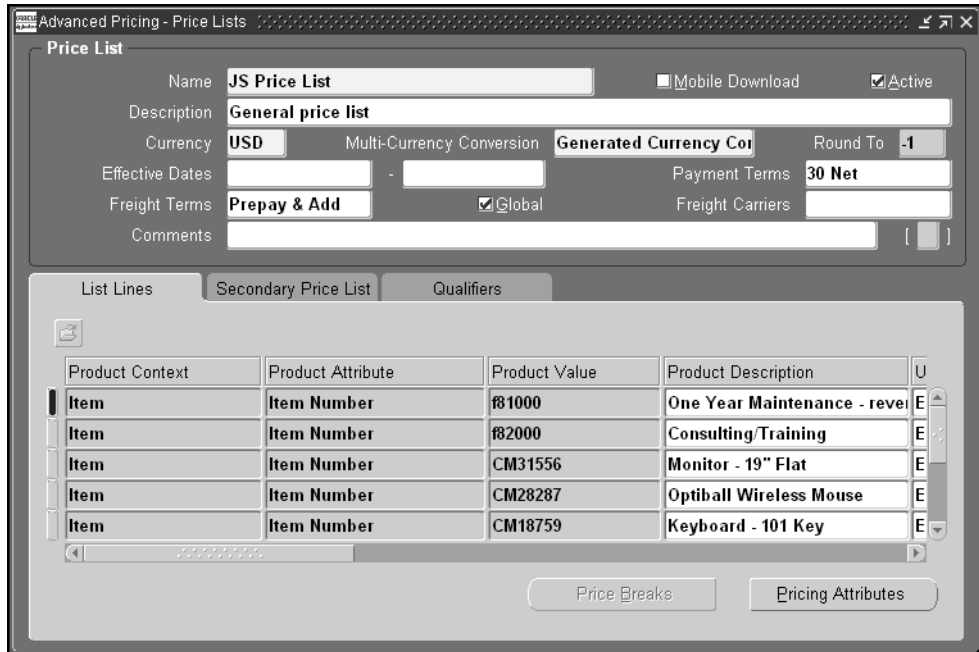 Advanced Pricing - Price Lists
Price List
Name JS Price List Mobile Download Active
Description General price list
Currency USD Multi-Currency Conversion Generated Currency Round To -1
Effective Dates - Payment Terms 30 Net
Freight Terms Prepay & Add Global Freight Carriers
Comments [ ]
List Lines Secondary Price List Qualifiers
Product Context Product Attribute Product Value Product Description U
Item Item Number f81000 One Year Maintenance - rever E
Item Item Number f82000 Consulting/Training E
Item Item Number CM31556 Monitor - 19" Flat E
Item Item Number CM28287 Optiball Wireless Mouse E
Item Item Number CM18759 Keyboard - 101 Key E
Price Breaks Pricing Attributes